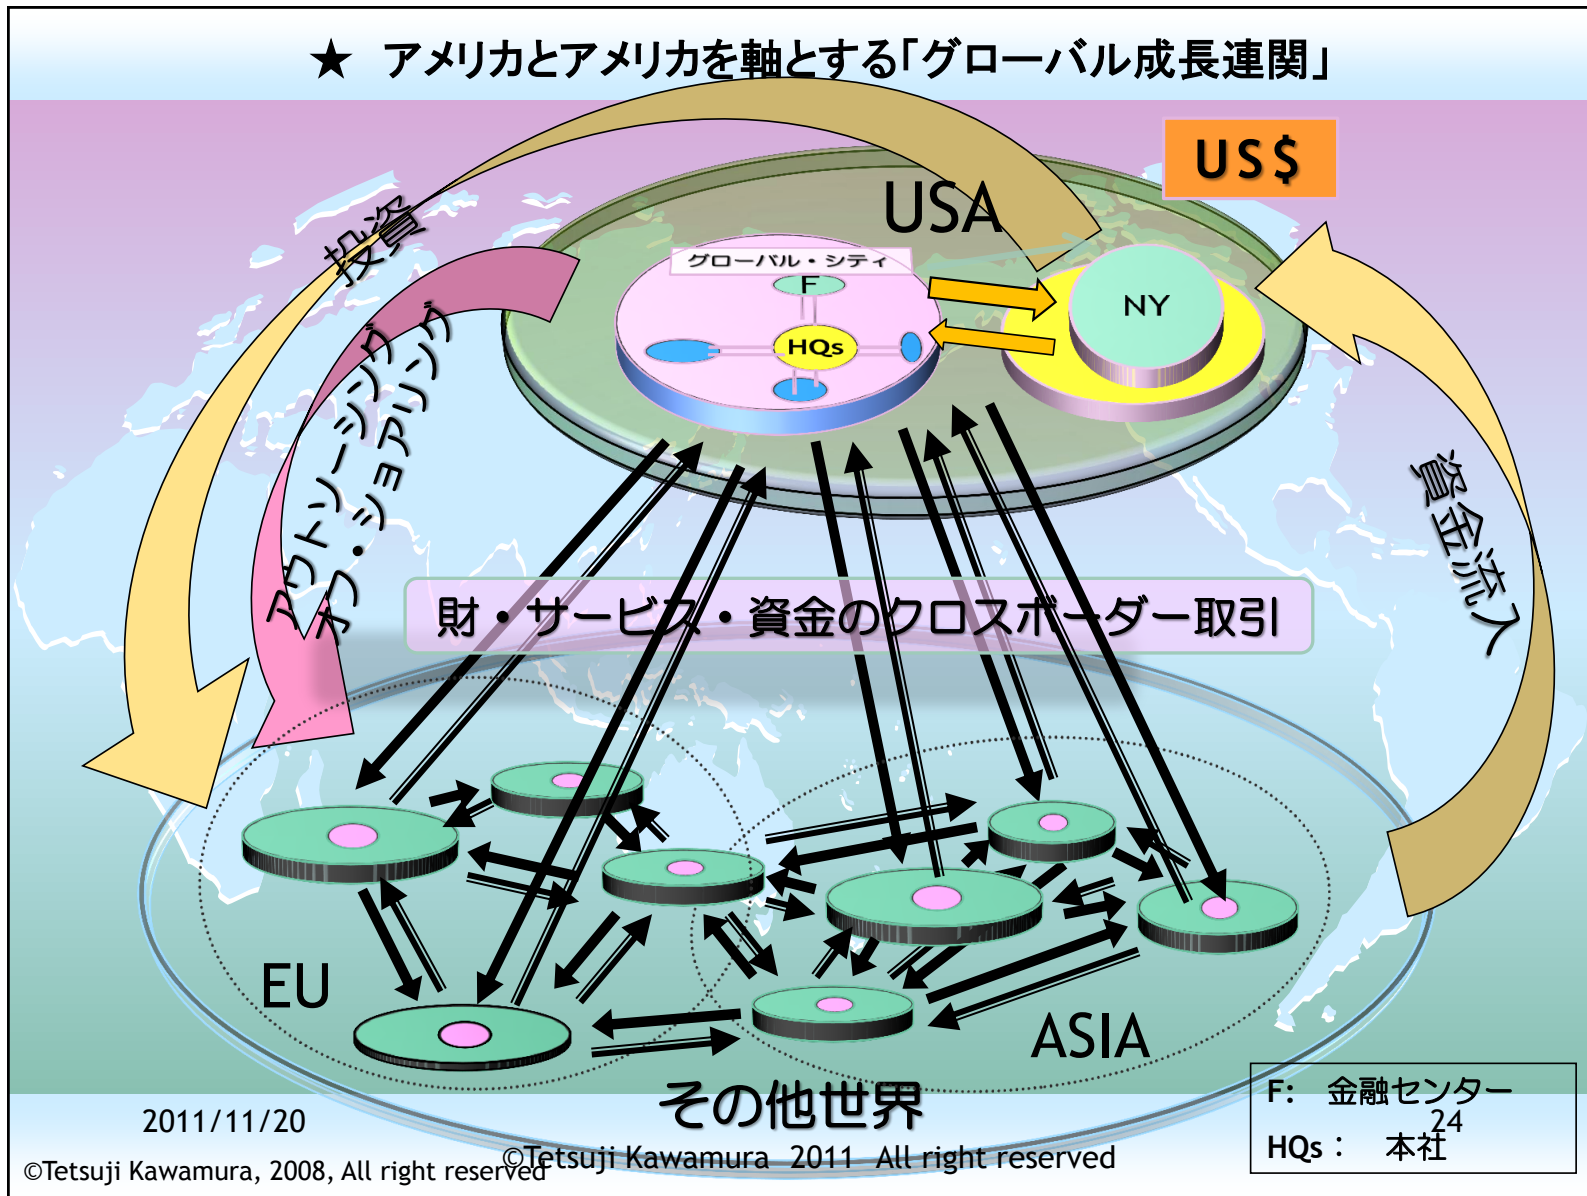 ★ アメリカとアメリカを軸とする「グローバル成長連関」
US$
USA
投資
グローバル・シティ
F
HQs
NY
アウトソーシング
オフ・ショアリング
資金流入
財・サービス・資金のクロスボーダー取引
EU
ASIA
その他世界
F: 金融センター
HQs： 本社
24
2011/11/20
©Tetsuji Kawamura 2011 All right reserved
©Tetsuji Kawamura, 2008, All right reserved